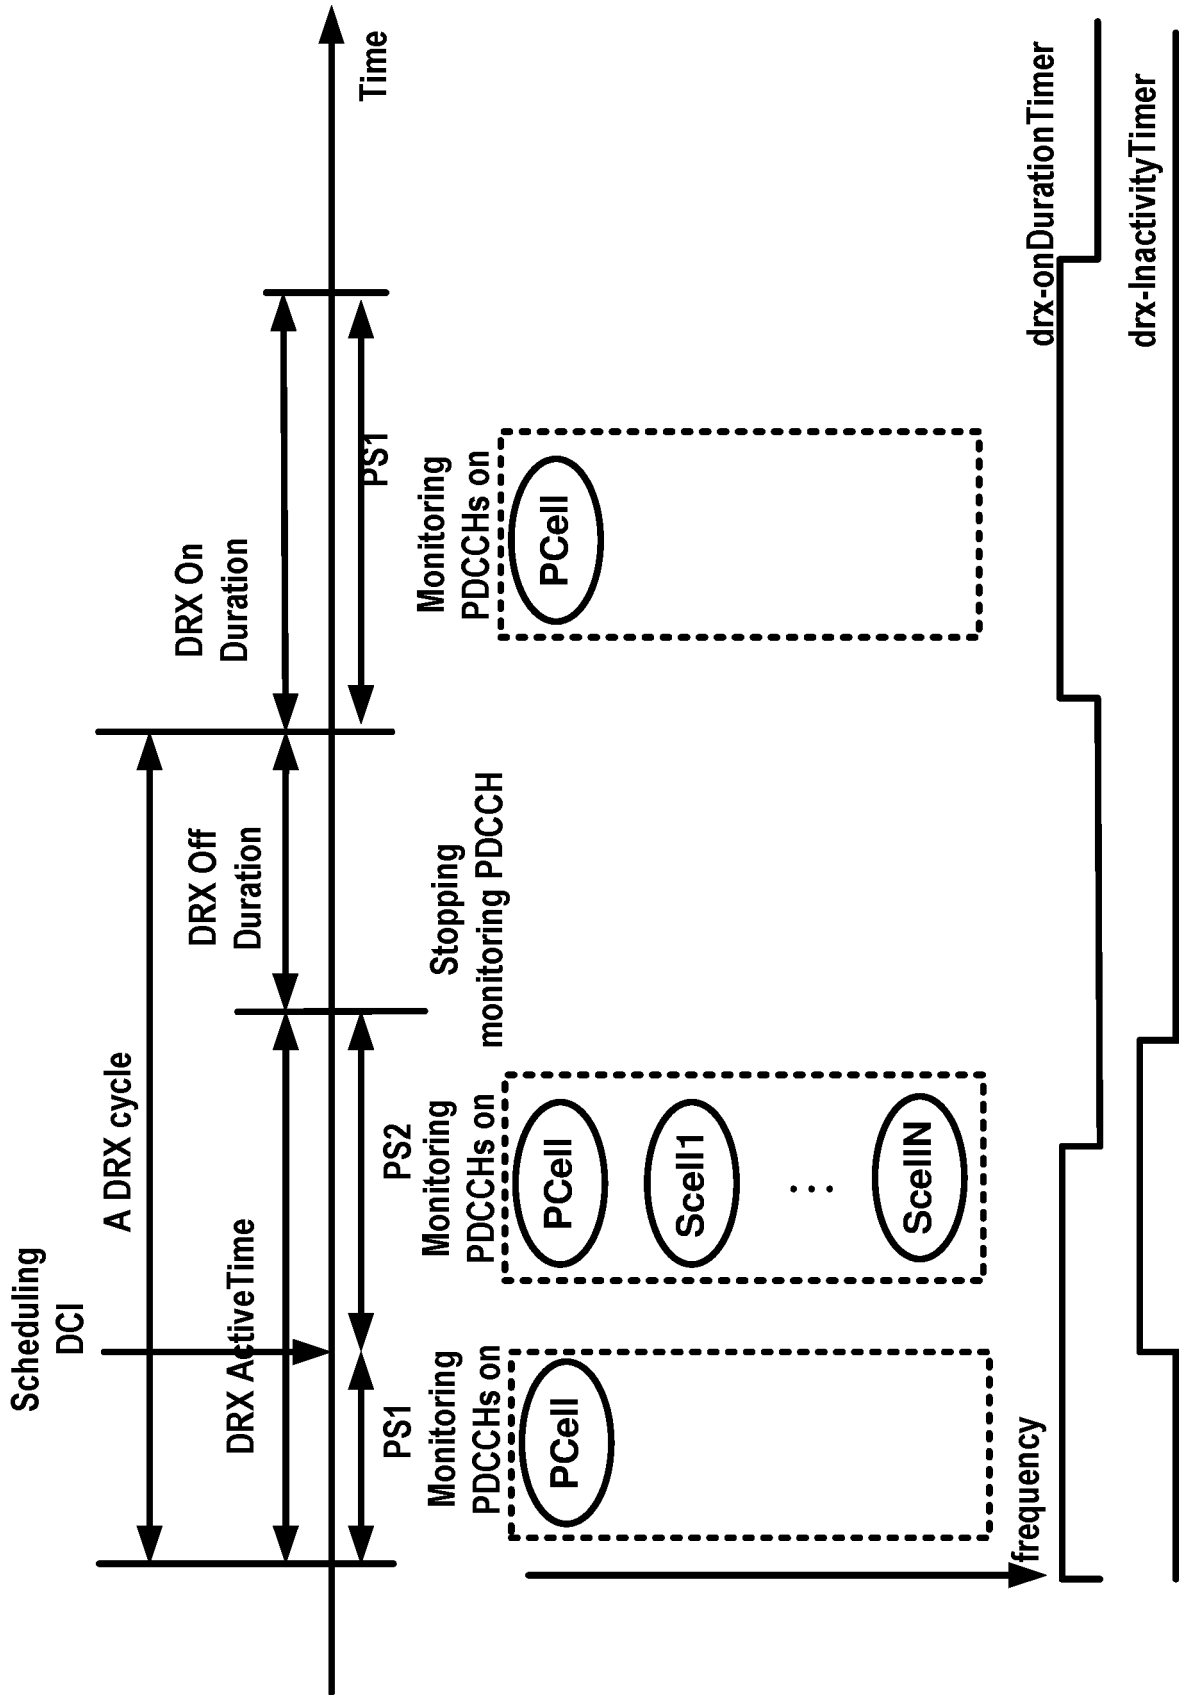 Scheduling
DCI
A DRX cycle
DRX ActiveTime
DRX Off
Duration
DRX On
Duration
Time
PS1
Monitoring
PDCCHs on
PCell
PS2
Monitoring
PDCCHs on
PCell
Scell1
...
ScellN
Stopping
monitoring PDCCH
PS1
Monitoring
PDCCHs on
PCell
frequency
drx-onDurationTimer
drx-InactivityTimer